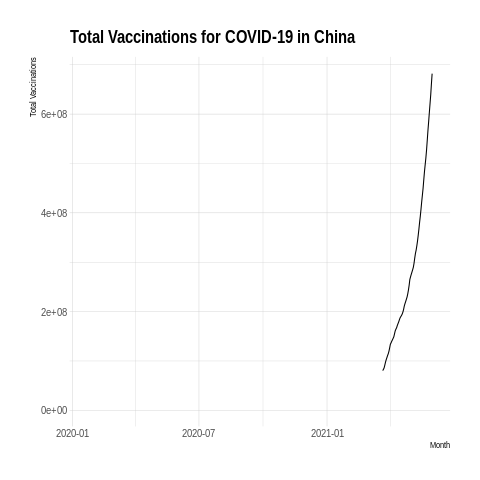 Total Vaccinations for COVID-19 in China
Total Vaccinations
6e+08
4e+08
2e+08
0e+00
2020-01 2020-07 2021-01
Month